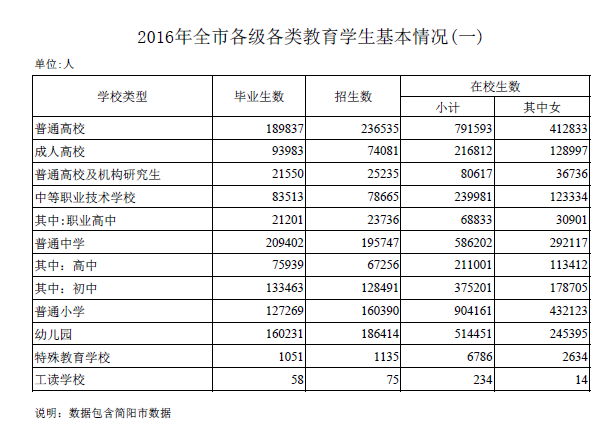 2016年全市各级各类教育学生基本情况(一)
单位:人
学校类型 毕业生数 招生数 在校生数
小计 其中女
普通高校 189837 236535 791593 412833
成人高校 93983 74081 216812 128997
普通高校及机构研究生 21550 25235 80617 36736
中等职业技术学校 83513 78665 239981 123334
其中:职业高中 21201 23736 68833 30901
普通中学 209402 195747 586202 292117
其中：高中 75939 67256 211001 113412
其中：初中 133463 128491 375201 178705
普通小学 127269 160390 904161 432123
幼儿园 160231 186414 514451 245395
特殊教育学校 1051 1135 6786 2634
工读学校 58 75 234 14
说明：数据包含简阳市数据